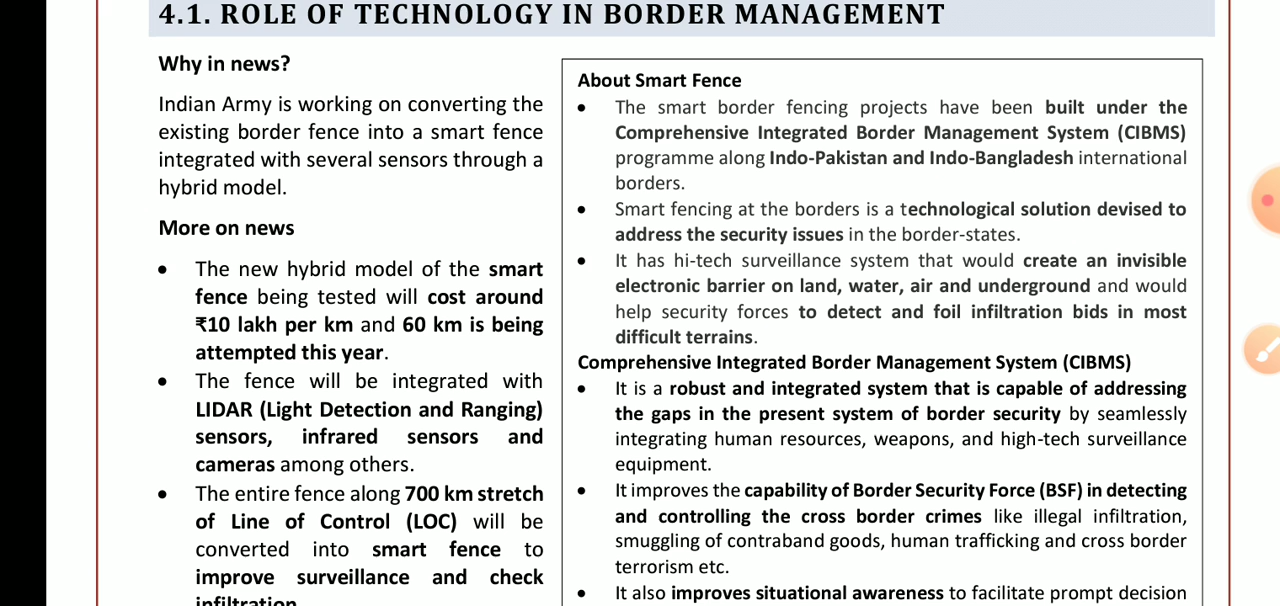 4.1. ROLE OF TECHNOLOGY IN BORDER MANAGEMENT
Why in news?
Indian Army is working on converting the
existing border fence into a smart fence
integrated with several sensors through a
hybrid model.
More on news
• The new hybrid model of the smart
fence being tested will cost around
₹10 lakh per km and 60 km is being
attempted this year.
• The fence will be integrated with
LIDAR (Light Detection and Ranging)
sensors, infrared sensors and
cameras among others.
• The entire fence along 700 km stretch
of Line of Control (LOC) will be
converted into smart fence to
improve surveillance and check
infiltration
About Smart Fence
• The smart border fencing projects have been built under the
Comprehensive Integrated Border Management System (CIBMS)
programme along Indo-Pakistan and Indo-Bangladesh international
borders.
• Smart fencing at the borders is a technological solution devised to
address the security issues in the border-states.
• It has hi-tech surveillance system that would create an invisible
electronic barrier on land, water, air and underground and would
help security forces to detect and foil infiltration bids in most
difficult terrains.
Comprehensive Integrated Border Management System (CIBMS)
• It is a robust and integrated system that is capable of addressing
the gaps in the present system of border security by seamlessly
integrating human resources, weapons, and high-tech surveillance
equipment.
• It improves the capability of Border Security Force (BSF) in detecting
and controlling the cross border crimes like illegal infiltration,
smuggling of contraband goods, human trafficking and cross border
terrorism etc.
• It also improves situational awareness to facilitate prompt decision